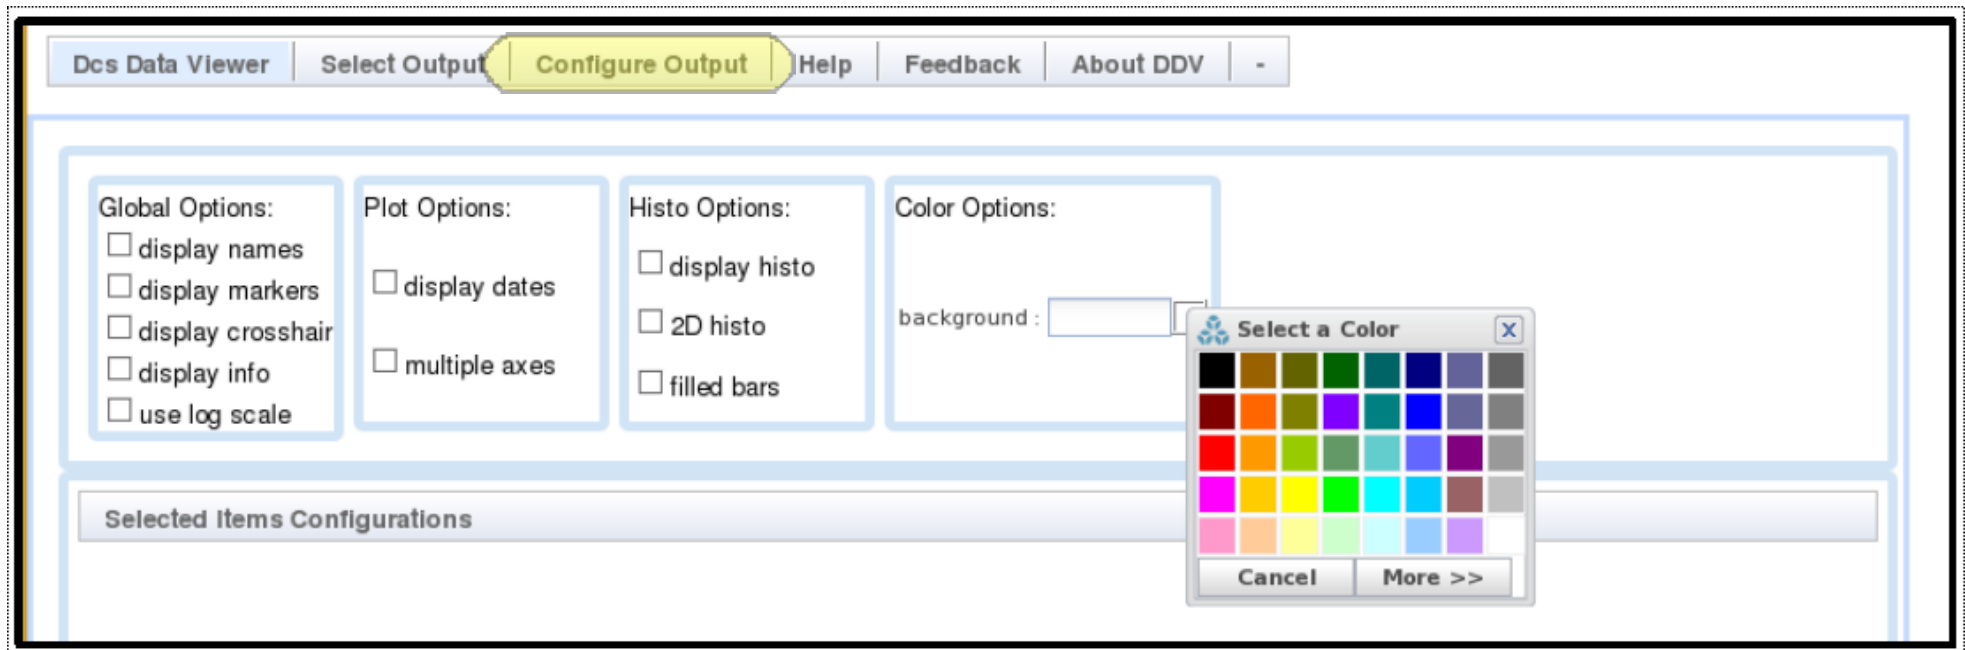 Dcs Data Viewer Select Output Configure Output Help Feedback About DDV -
Global Options:
display names
display markers
display crosshair
display info
use log scale
Plot Options:
display dates
multiple axes
Histo Options:
display histo
2D histo
filled bars
Color Options:
background :
Select a Color X
Cancel More >>
Selected Items Configurations